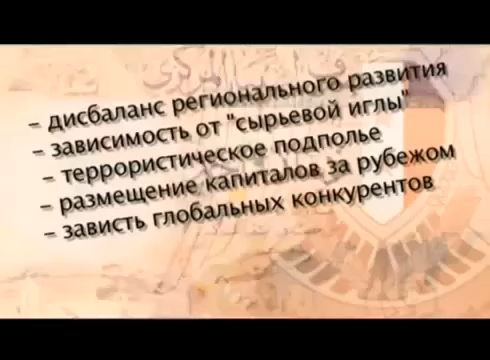 - дисбаланс регионального развития
- зависимость от "сырьевой иглы"
- террористическое подполье
- размещение капиталов за рубежом
- зависть глобальных конкурентов